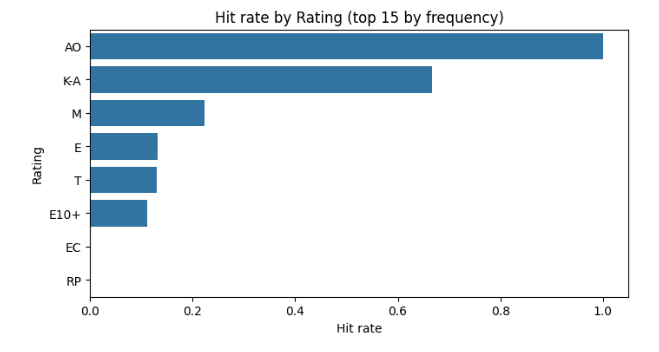 Hit rate by Rating (top 15 by frequency)
Rating
AO
K-A
M
E
T
E10+
EC
RP
0.0 0.2 0.4 0.6 0.8 1.0
Hit rate